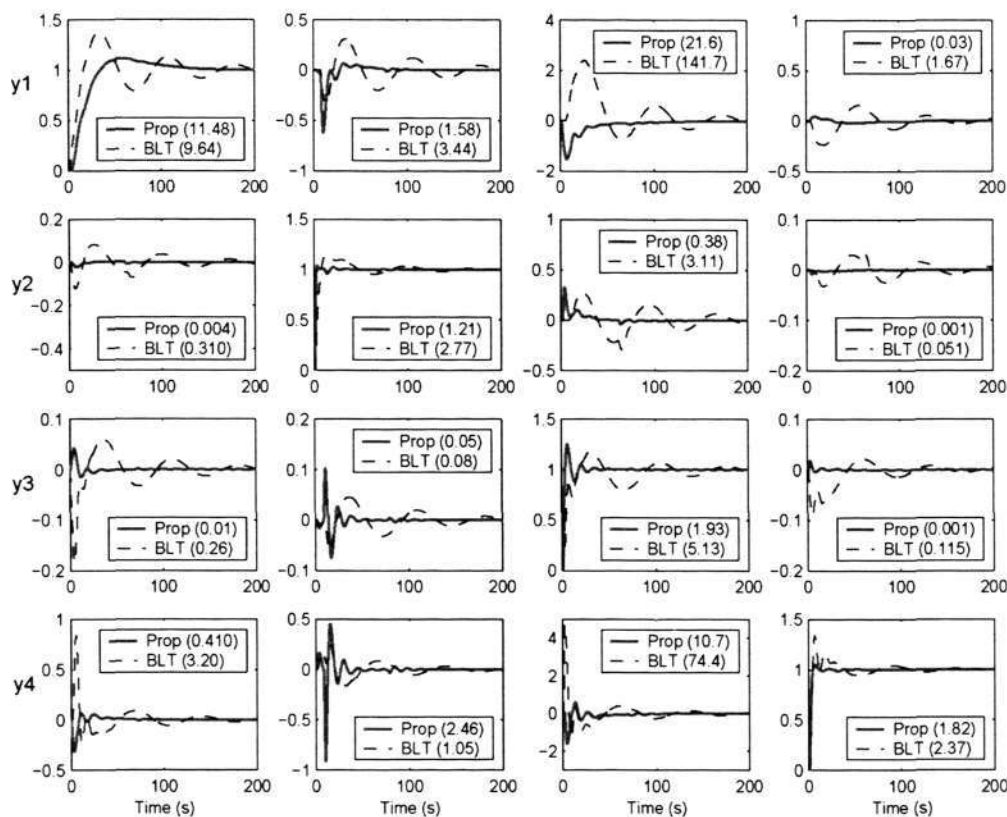 y1
1.5
1
0.5
0
Prop (11.48)
BLT (9.64)
0 100 200
0.5
0
−0.5
−1
Prop (1.58)
BLT (3.44)
0 100 200
4
2
0
−2
Prop (21.6)
BLT (141.7)
0 100 200
1
0.5
0
−0.5
Prop (0.03)
BLT (1.67)
0 100 200
y2
0.2
0
−0.2
−0.4
Prop (0.004)
BLT (0.310)
0 100 200
1.5
1
0.5
0
Prop (1.21)
BLT (2.77)
0 100 200
1
0.5
0
−0.5
Prop (0.38)
BLT (3.11)
0 100 200
0.1
0
−0.1
−0.2
Prop (0.001)
BLT (0.051)
0 100 200
y3
0.1
0
−0.1
−0.2
Prop (0.01)
BLT (0.26)
0 100 200
0.2
0.1
0
0.1
Prop (0.05)
BLT (0.08)
0 100 200
1.5
1
0.5
0
Prop (1.93)
BLT (5.13)
0 100 200
0.1
0
−0.1
−0.2
Prop (0.001)
BLT (0.115)
0 100 200
y4
1
0.5
0
−0.5
Prop (0.410)
BLT (3.20)
0 100 200
Time (s)
0.5
0
−0.5
−1
Prop (2.46)
BLT (1.05)
0 100 200
Time (s)
4
2
0
−2
Prop (10.7)
BLT (74.4)
0 100 200
Time (s)
1.5
1
0.5
0
Prop (1.82)
BLT (2.37)
0 100 200
Time (s)